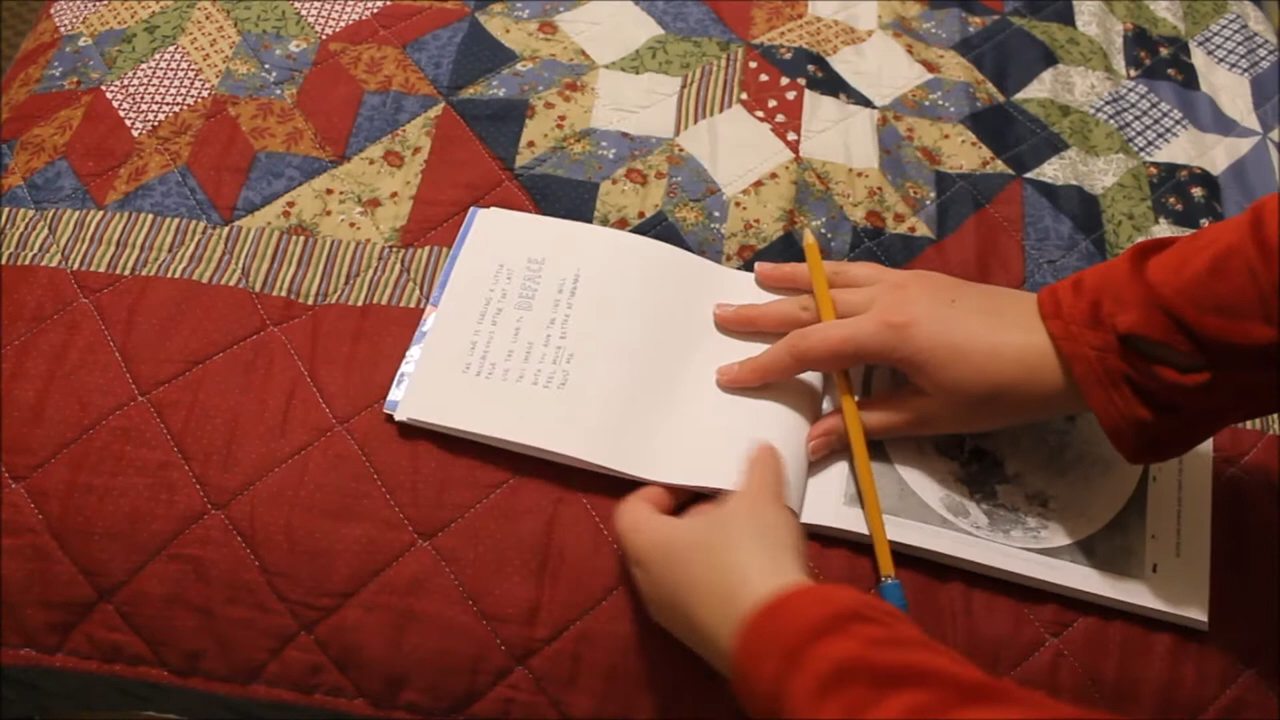 THE LINE IS FEELING A LITTLE
MISCHIEVOUS AFTER THAT LAST
PAGE
USE THE LINE TO DEFACE
THIS IMAGE
BOTH YOU AND THE LINE WILL
FEEL MUCH BETTER AFTERWARD—
TRUST ME